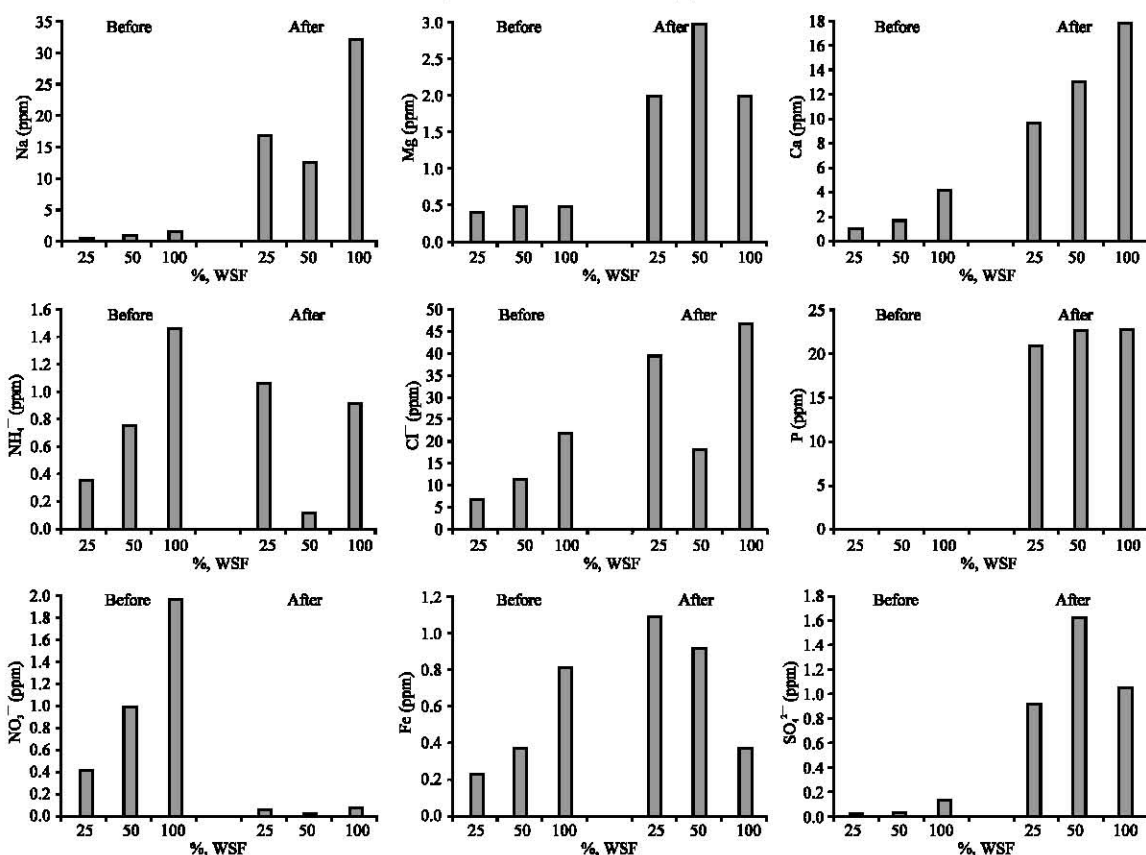 Before After
35
30
25
20
15
10
5
0
Na (ppm)
25 50 100 25 50 100
%, WSF
Before After
3.0
2.5
2.0
1.5
1.0
0.5
0.0
Mg (ppm)
25 50 100 25 50 100
%, WSF
Before After
18
16
14
12
10
8
6
4
2
0
Ca (ppm)
25 50 100 25 50 100
%, WSF
Before After
1.6
1.4
1.2
1.0
0.8
0.6
0.4
0.2
0.0
NH₄⁻ (ppm)
25 50 100 25 50 100
%, WSF
Before After
50
45
40
35
30
25
20
15
10
5
0
Cl⁻ (ppm)
25 50 100 25 50 100
%, WSF
Before After
25
20
15
10
5
0
P (ppm)
25 50 100 25 50 100
%, WSF
Before After
2.0
1.8
1.6
1.4
1.2
1.0
0.8
0.6
0.4
0.2
0.0
NO₃⁻ (ppm)
25 50 100 25 50 100
%, WSF
Before After
1.2
1.0
0.8
0.6
0.4
0.2
0.0
Fe (ppm)
25 50 100 25 50 100
%, WSF
Before After
1.8
1.6
1.4
1.2
1.0
0.8
0.6
0.4
0.2
0.0
SO₄²⁻ (ppm)
25 50 100 25 50 100
%, WSF